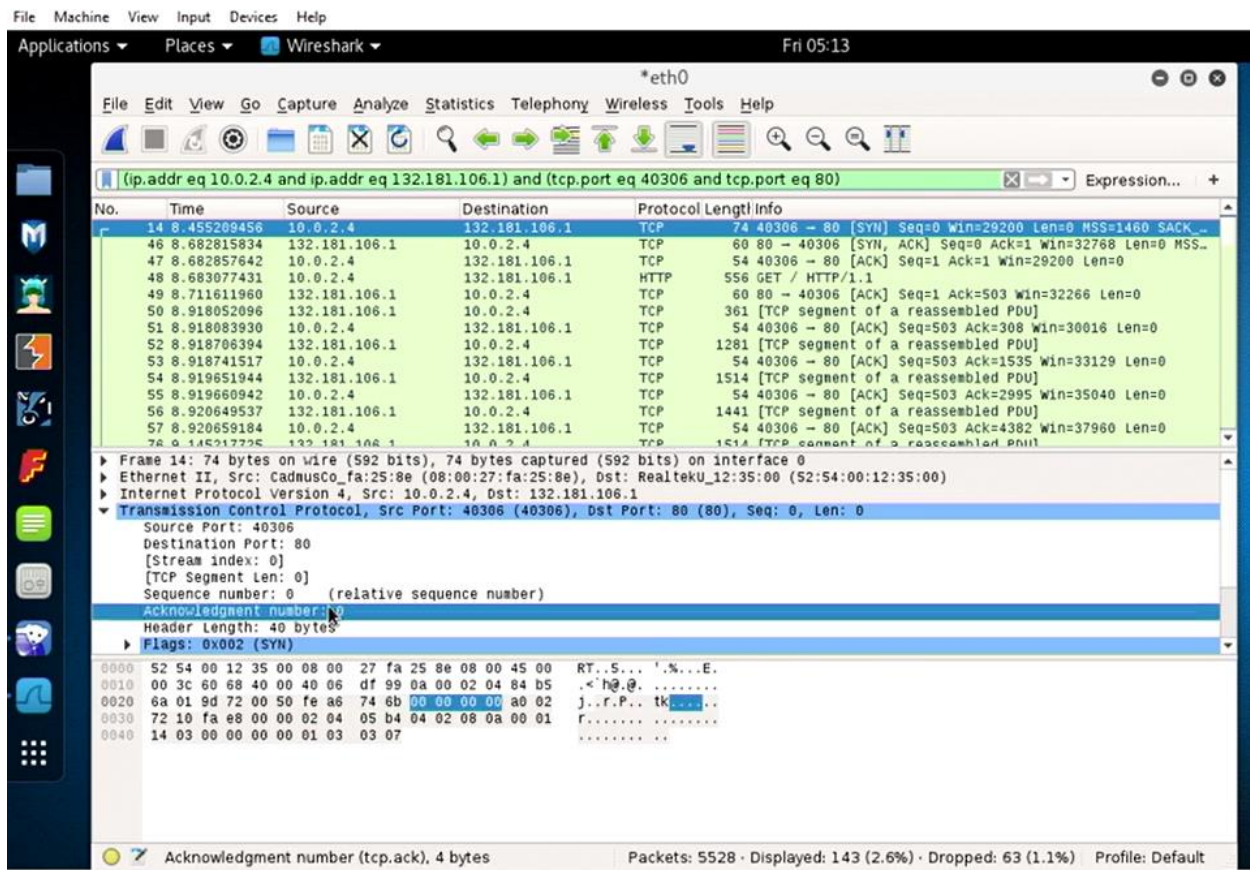 File Machine View Input Devices Help
Applications Places Wireshark Fri 05:13
*eth0
File Edit View Go Capture Analyze Statistics Telephony Wireless Tools Help
(ip.addr eq 10.0.2.4 and ip.addr eq 132.181.106.1) and (tcp.port eq 40306 and tcp.port eq 80) Expression... +
No. Time Source Destination Protocol Length Info
14 8.455209456 10.0.2.4 132.181.106.1 TCP 74 40306 → 80 [SYN] Seq=0 Win=29200 Len=0 MSS=1460 SACK_…
46 8.682815834 132.181.106.1 10.0.2.4 TCP 60 80 → 40306 [SYN, ACK] Seq=0 Ack=1 Win=32768 Len=0 MSS…
47 8.682857642 10.0.2.4 132.181.106.1 TCP 54 40306 → 80 [ACK] Seq=1 Ack=1 Win=29200 Len=0
48 8.683077431 10.0.2.4 132.181.106.1 HTTP 556 GET / HTTP/1.1
49 8.711611960 132.181.106.1 10.0.2.4 TCP 60 80 → 40306 [ACK] Seq=1 Ack=503 Win=32266 Len=0
50 8.918052096 132.181.106.1 10.0.2.4 TCP 361 [TCP segment of a reassembled PDU]
51 8.918083930 10.0.2.4 132.181.106.1 TCP 54 40306 → 80 [ACK] Seq=503 Ack=308 Win=30016 Len=0
52 8.918706394 132.181.106.1 10.0.2.4 TCP 1281 [TCP segment of a reassembled PDU]
53 8.918741517 10.0.2.4 132.181.106.1 TCP 54 40306 → 80 [ACK] Seq=503 Ack=1535 Win=33129 Len=0
54 8.919651944 132.181.106.1 10.0.2.4 TCP 1514 [TCP segment of a reassembled PDU]
55 8.919660942 10.0.2.4 132.181.106.1 TCP 54 40306 → 80 [ACK] Seq=503 Ack=2995 Win=35040 Len=0
56 8.920649537 132.181.106.1 10.0.2.4 TCP 1441 [TCP segment of a reassembled PDU]
57 8.920659184 10.0.2.4 132.181.106.1 TCP 54 40306 → 80 [ACK] Seq=503 Ack=4382 Win=37960 Len=0
76 9.145217725 132.181.106.1 10.0.2.4 TCP 1514 [TCP segment of a reassembled PDU]
Frame 14: 74 bytes on wire (592 bits), 74 bytes captured (592 bits) on interface 0
Ethernet II, Src: CadmusCo_fa:25:8e (08:00:27:fa:25:8e), Dst: RealtekU_12:35:00 (52:54:00:12:35:00)
Internet Protocol Version 4, Src: 10.0.2.4, Dst: 132.181.106.1
Transmission Control Protocol, Src Port: 40306 (40306), Dst Port: 80 (80), Seq: 0, Len: 0
Source Port: 40306
Destination Port: 80
[Stream index: 0]
[TCP Segment Len: 0]
Sequence number: 0 (relative sequence number)
Acknowledgment number: 0
Header Length: 40 bytes
Flags: 0x002 (SYN)
0000 52 54 00 12 35 00 08 00 27 fa 25 8e 08 00 45 00 RT..5... '.%...E.
0010 00 3c 60 68 40 00 40 06 df 99 0a 00 02 04 84 b5 .<`h@.@. ........
0020 6a 01 9d 72 00 50 fe a6 74 6b 00 00 00 00 a0 02 j..r.P.. tk......
0030 72 10 fa e8 00 00 02 04 05 b4 04 02 08 0a 00 01 r....... ........
0040 14 03 00 00 00 00 01 03 03 07 ........ ..
Acknowledgment number (tcp.ack), 4 bytes Packets: 5528 · Displayed: 143 (2.6%) · Dropped: 63 (1.1%) Profile: Default